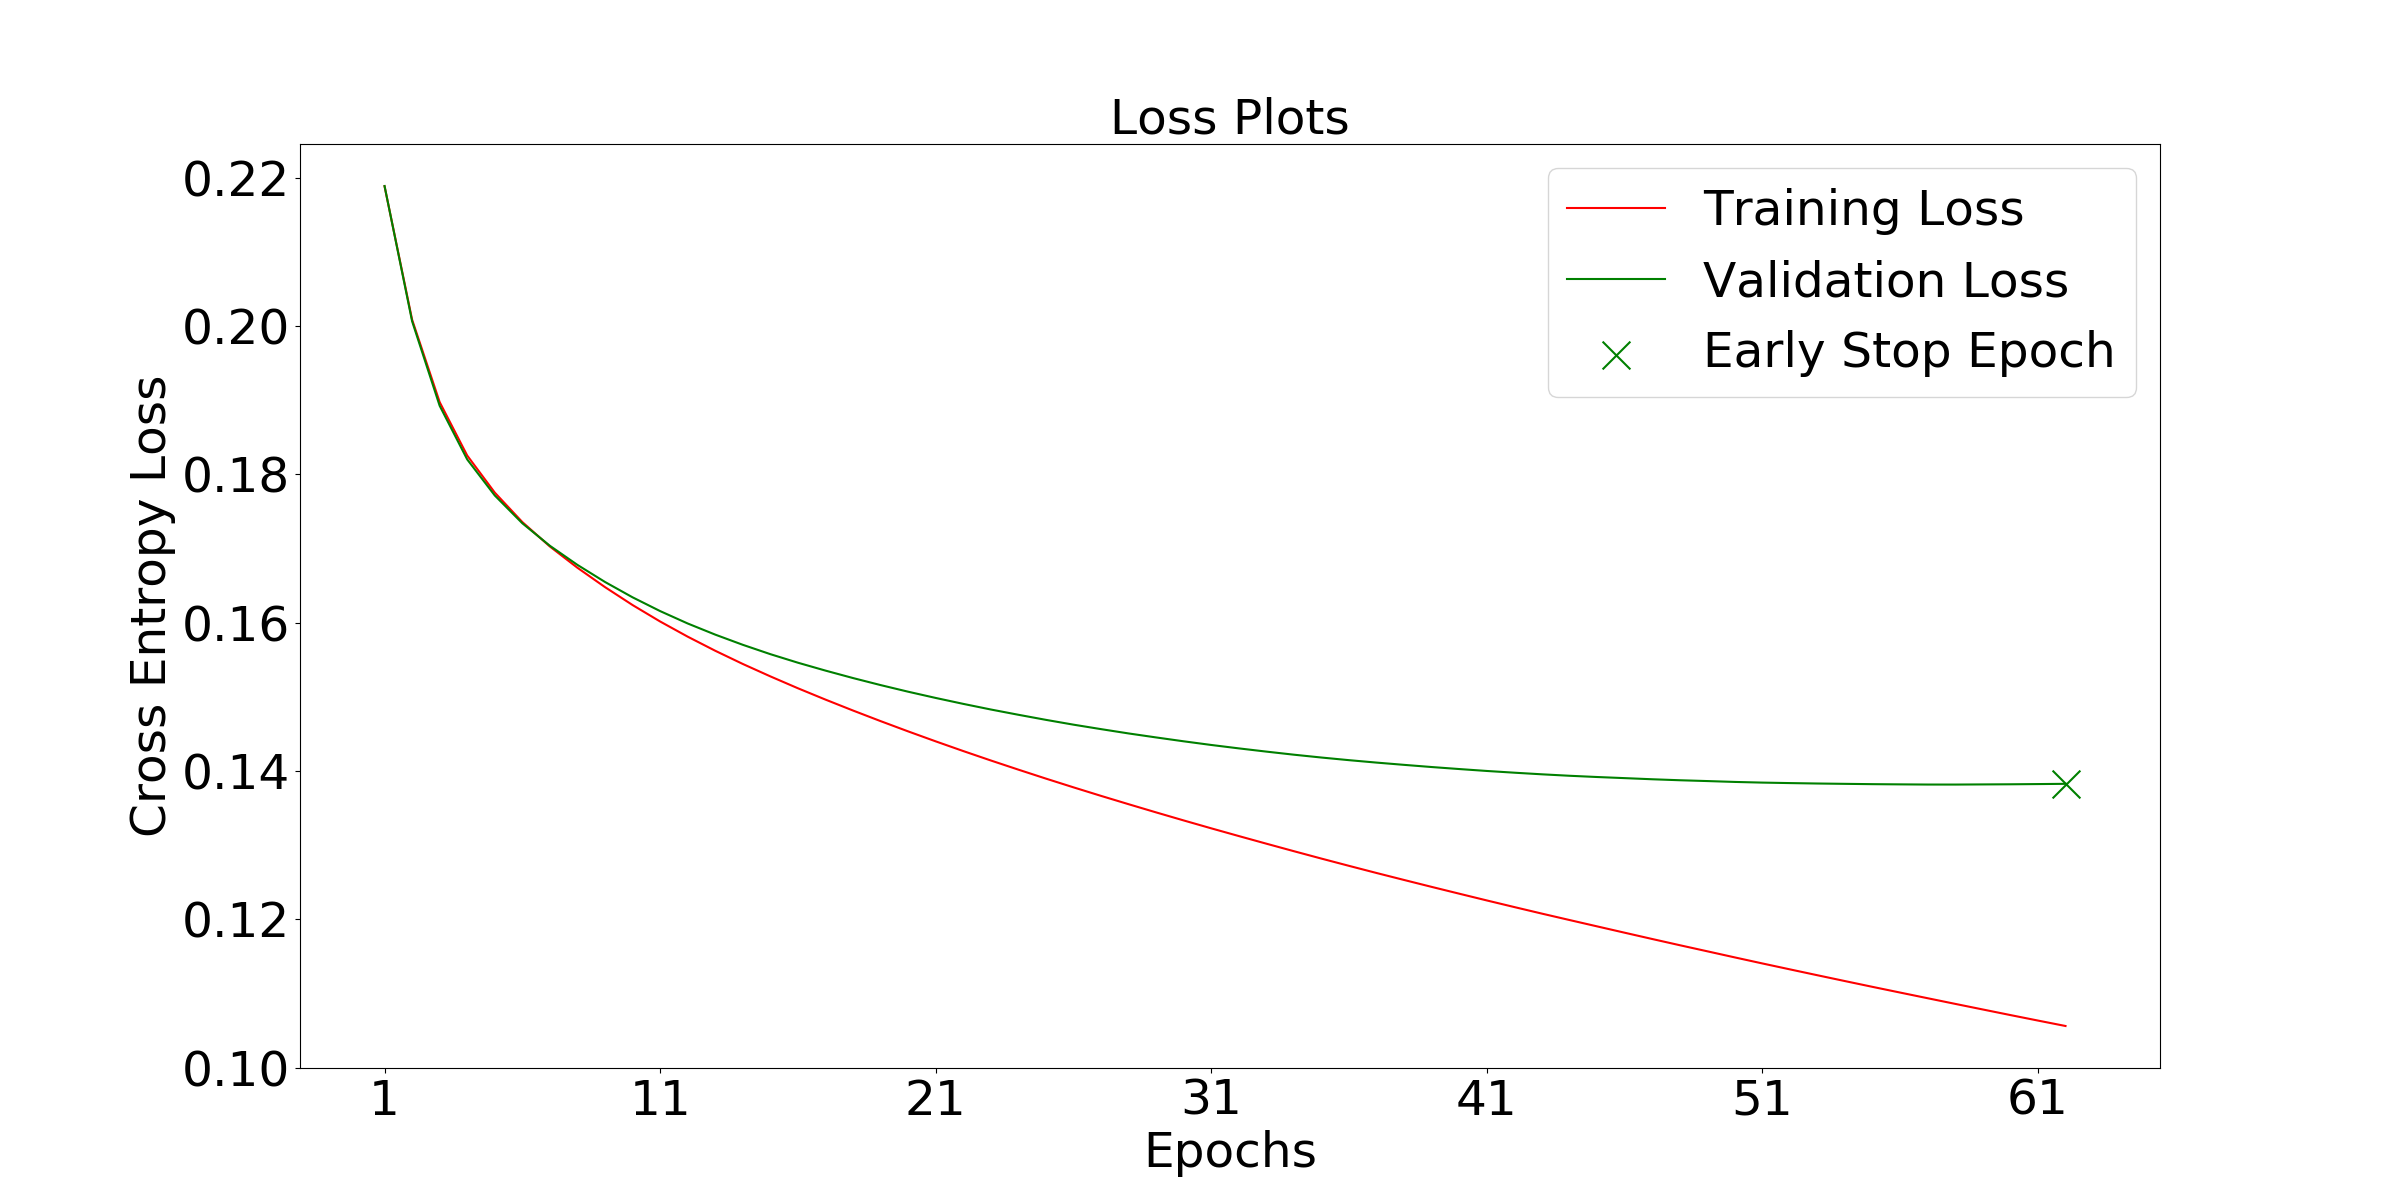 Loss Plots
Training Loss
Validation Loss
Early Stop Epoch
Cross Entropy Loss
0.22
0.20
0.18
0.16
0.14
0.12
0.10
1 11 21 31 41 51 61
Epochs